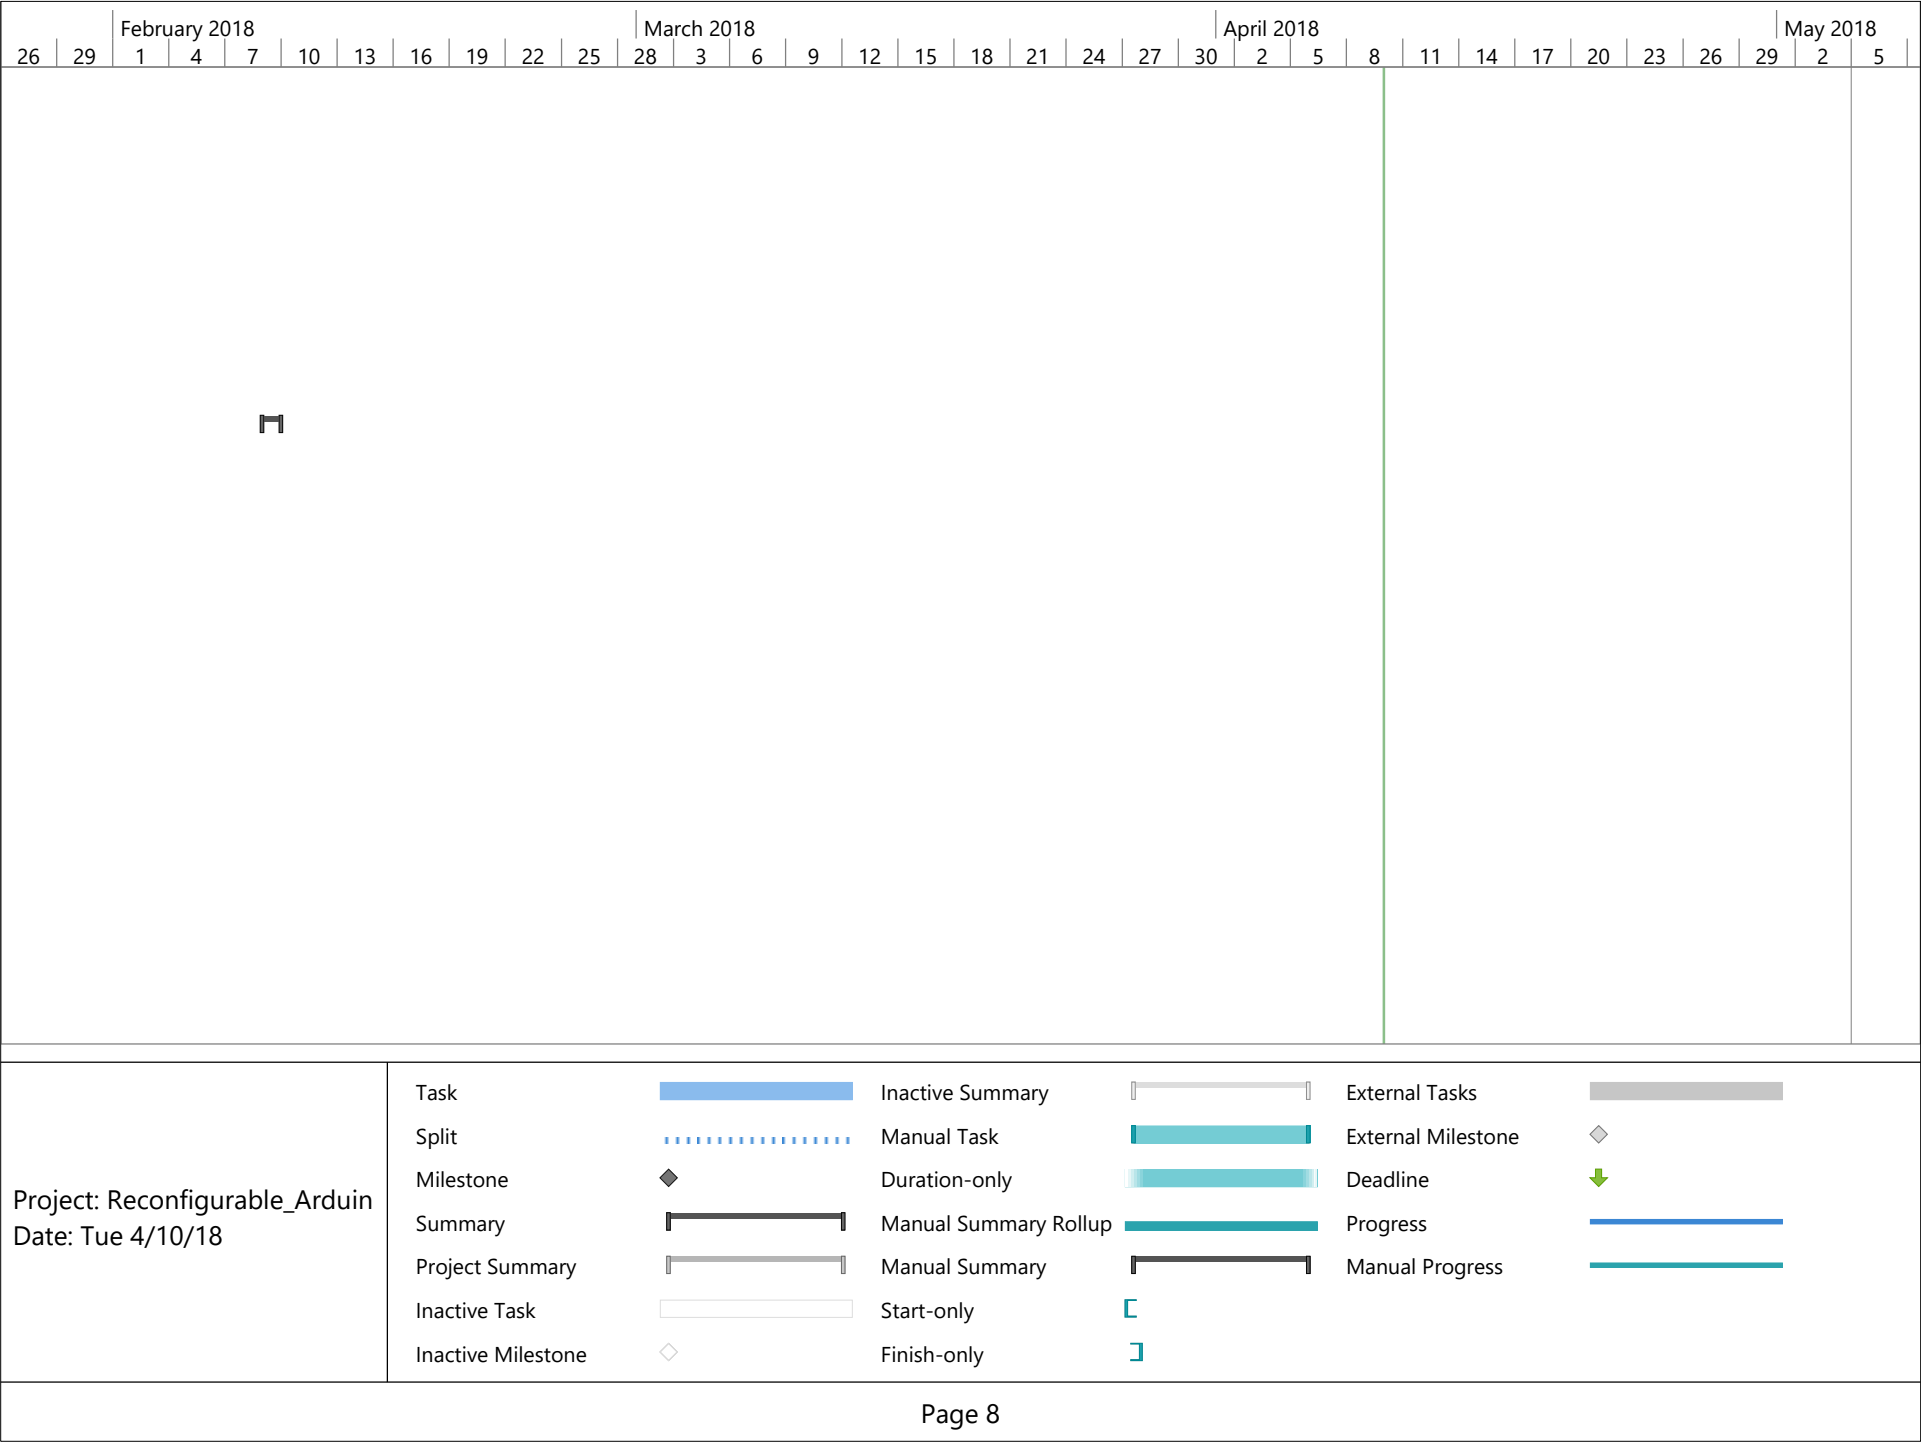 February 2018 March 2018 April 2018 May 2018
26 29 1 4 7 10 13 16 19 22 25 28 3 6 9 12 15 18 21 24 27 30 2 5 8 11 14 17 20 23 26 29 2 5
Task Inactive Summary External Tasks
Split Manual Task External Milestone
Milestone Duration-only Deadline
Project: Reconfigurable_Arduin
Summary Manual Summary Rollup Progress
Date: Tue 4/10/18
Project Summary Manual Summary Manual Progress
Inactive Task Start-only
Inactive Milestone Finish-only
Page 8